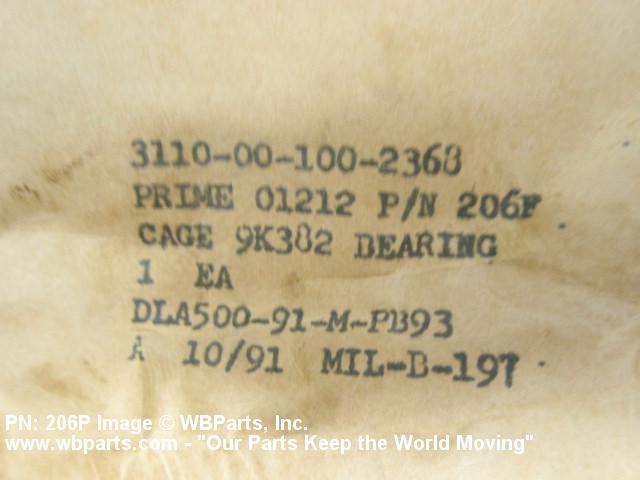 3110-00-100-2368
PRIME 01212 P/N 206F
CAGE 9K382 BEARING
1 EA
DLA500-91-M-PB93
A 10/91 MIL-B-197
PN: 206P Image © WBParts, Inc.
www.wbparts.com - "Our Parts Keep the World Moving"